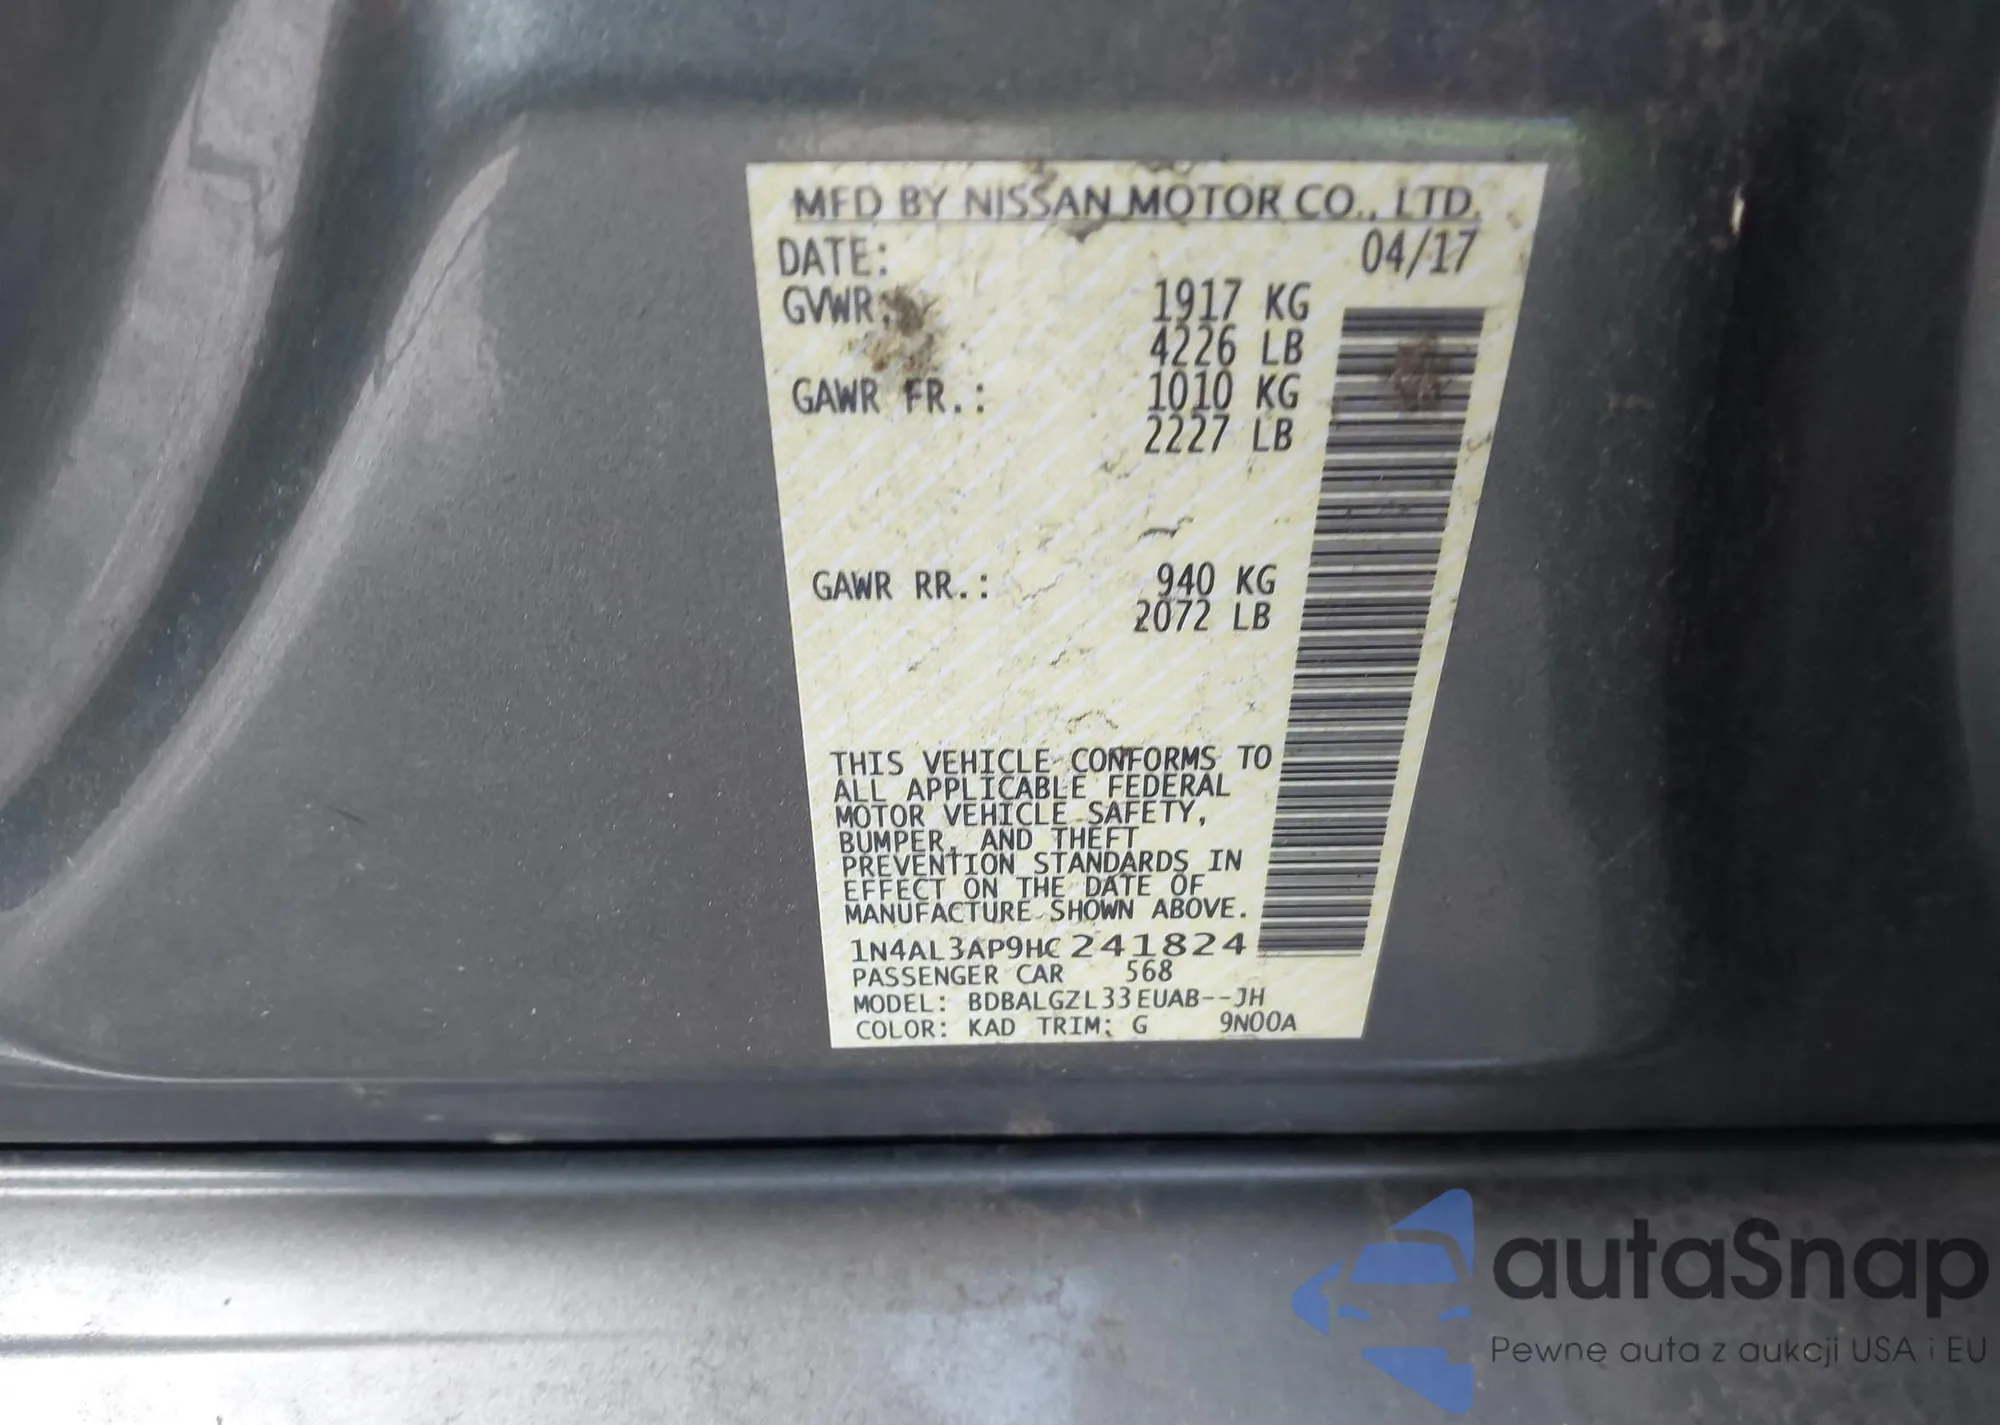 MFD BY NISSAN MOTOR CO., LTD.
DATE: 04/17
GVWR: 1917 KG
4226 LB
GAWR FR.: 1010 KG
2227 LB
GAWR RR.: 940 KG
2072 LB
THIS VEHICLE CONFORMS TO
ALL APPLICABLE FEDERAL
MOTOR VEHICLE SAFETY,
BUMPER, AND THEFT
PREVENTION STANDARDS IN
EFFECT ON THE DATE OF
MANUFACTURE SHOWN ABOVE.
1N4AL3AP9HC241824
PASSENGER CAR 568
MODEL: BDBALGZL33EUAB--JH
COLOR: KAD TRIM: G 9N00A
autaSnap
Pewne auta z aukcji USA i EU